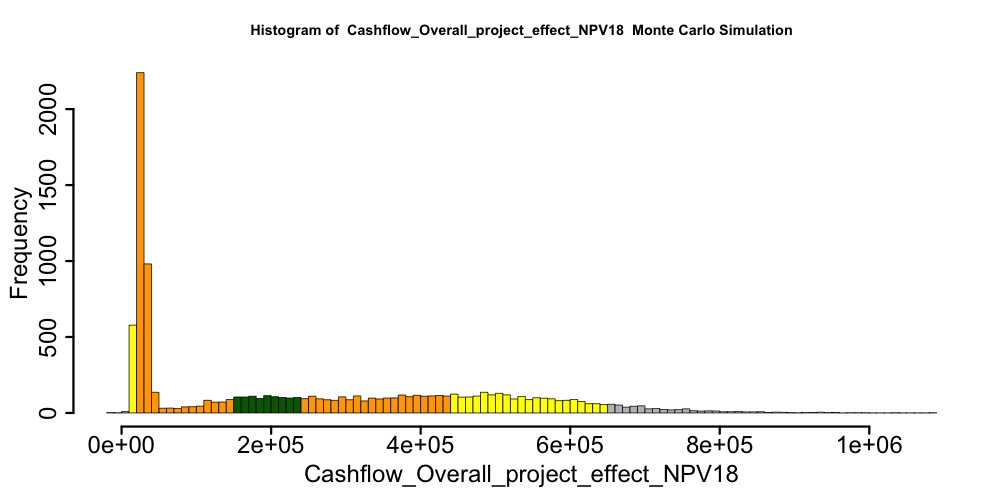 Histogram of Cashflow_Overall_project_effect_NPV18 Monte Carlo Simulation
Frequency
2000
1500
1000
500
0
0e+00 2e+05 4e+05 6e+05 8e+05 1e+06
Cashflow_Overall_project_effect_NPV18